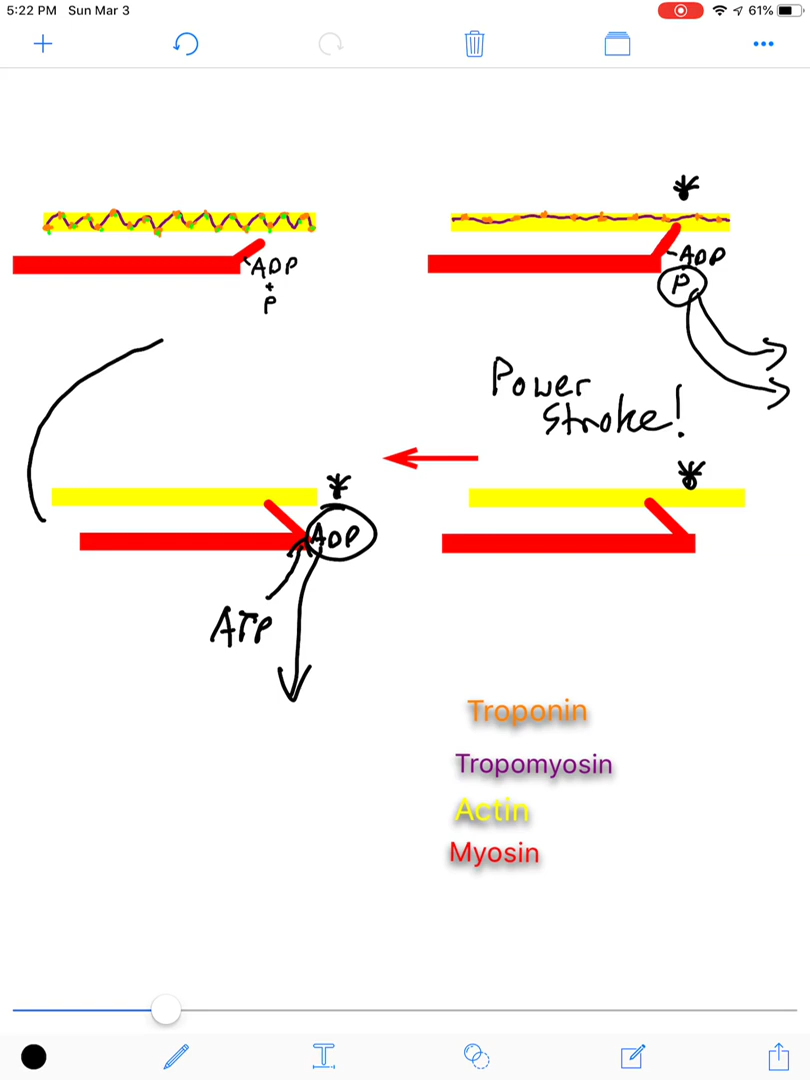 5:22 PM Sun Mar 3
61%
ADP
+
P
ADP
P
Power
Stroke!
ADP
ATP
Troponin
Tropomyosin
Actin
Myosin
T